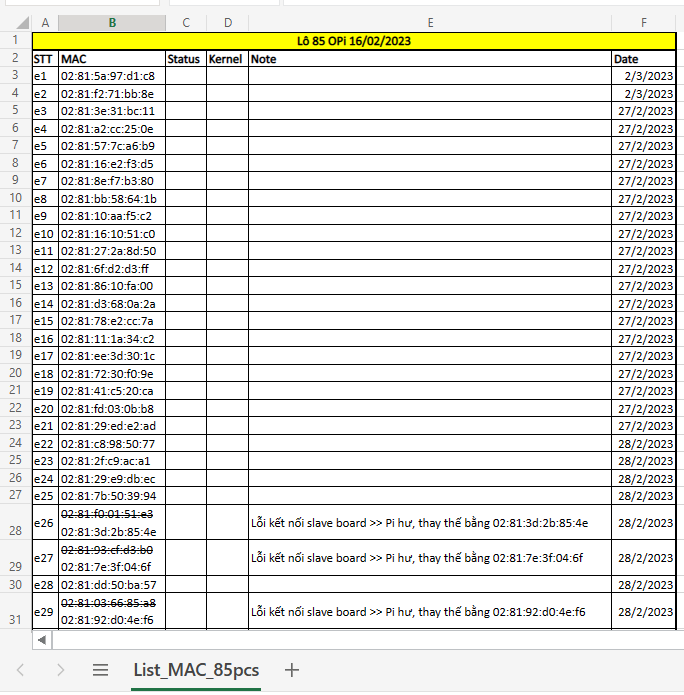 A B C D E F
1 Lô 85 OPi 16/02/2023
2 STT MAC Status Kernel Note Date
3 e1 02:81:5a:97:d1:c8 2/3/2023
4 e2 02:81:f2:71:bb:8e 2/3/2023
5 e3 02:81:3e:31:bc:11 27/2/2023
6 e4 02:81:a2:cc:25:0e 27/2/2023
7 e5 02:81:57:7c:a6:b9 27/2/2023
8 e6 02:81:16:e2:f3:d5 27/2/2023
9 e7 02:81:8e:f7:b3:80 27/2/2023
10 e8 02:81:bb:58:64:1b 27/2/2023
11 e9 02:81:10:aa:f5:c2 27/2/2023
12 e10 02:81:16:10:51:c0 27/2/2023
13 e11 02:81:27:2a:8d:50 27/2/2023
14 e12 02:81:6f:d2:d3:ff 27/2/2023
15 e13 02:81:86:10:fa:00 27/2/2023
16 e14 02:81:d3:68:0a:2a 27/2/2023
17 e15 02:81:78:e2:cc:7a 27/2/2023
18 e16 02:81:11:1a:34:c2 27/2/2023
19 e17 02:81:ee:3d:30:1c 27/2/2023
20 e18 02:81:72:30:f0:9e 27/2/2023
21 e19 02:81:41:c5:20:ca 27/2/2023
22 e20 02:81:fd:03:0b:b8 27/2/2023
23 e21 02:81:29:ed:e2:ad 27/2/2023
24 e22 02:81:c8:98:50:77 28/2/2023
25 e23 02:81:2f:c9:ac:a1 28/2/2023
26 e24 02:81:29:e9:db:ec 28/2/2023
27 e25 02:81:7b:50:39:94 28/2/2023
02:81:f0:01:51:e3
28 e26 02:81:3d:2b:85:4e Lỗi kết nối slave board >> Pi hư, thay thế bằng 02:81:3d:2b:85:4e 28/2/2023
02:81:93:cf:d3:b0
29 e27 02:81:7e:3f:04:6f Lỗi kết nối slave board >> Pi hư, thay thế bằng 02:81:7e:3f:04:6f 28/2/2023
30 e28 02:81:dd:50:ba:57 28/2/2023
02:81:03:66:85:a8
31 e29 02:81:92:d0:4e:f6 Lỗi kết nối slave board >> Pi hư, thay thế bằng 02:81:92:d0:4e:f6 28/2/2023
List_MAC_85pcs